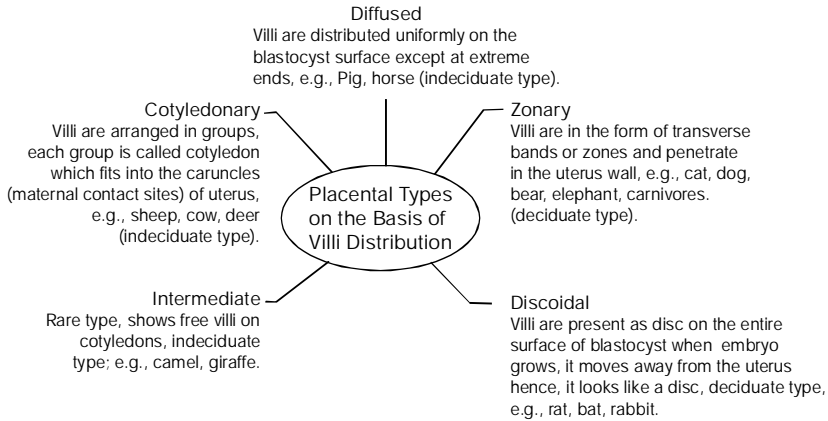 Diffused
Villi are distributed uniformly on the
blastocyst surface except at extreme
ends, e.g., Pig, horse (indeciduate type).
Cotyledonary
Villi are arranged in groups,
each group is called cotyledon
which fits into the caruncles
(maternal contact sites) of uterus,
e.g., sheep, cow, deer
(indeciduate type).
Zonary
Villi are in the form of transverse
bands or zones and penetrate
in the uterus wall, e.g., cat, dog,
bear, elephant, carnivores.
(deciduate type).
Placental Types
on the Basis of
Villi Distribution
Intermediate
Rare type, shows free villi on
cotyledons, indeciduate
type; e.g., camel, giraffe.
Discoidal
Villi are present as disc on the entire
surface of blastocyst when embryo
grows, it moves away from the uterus
hence, it looks like a disc, deciduate type,
e.g., rat, bat, rabbit.